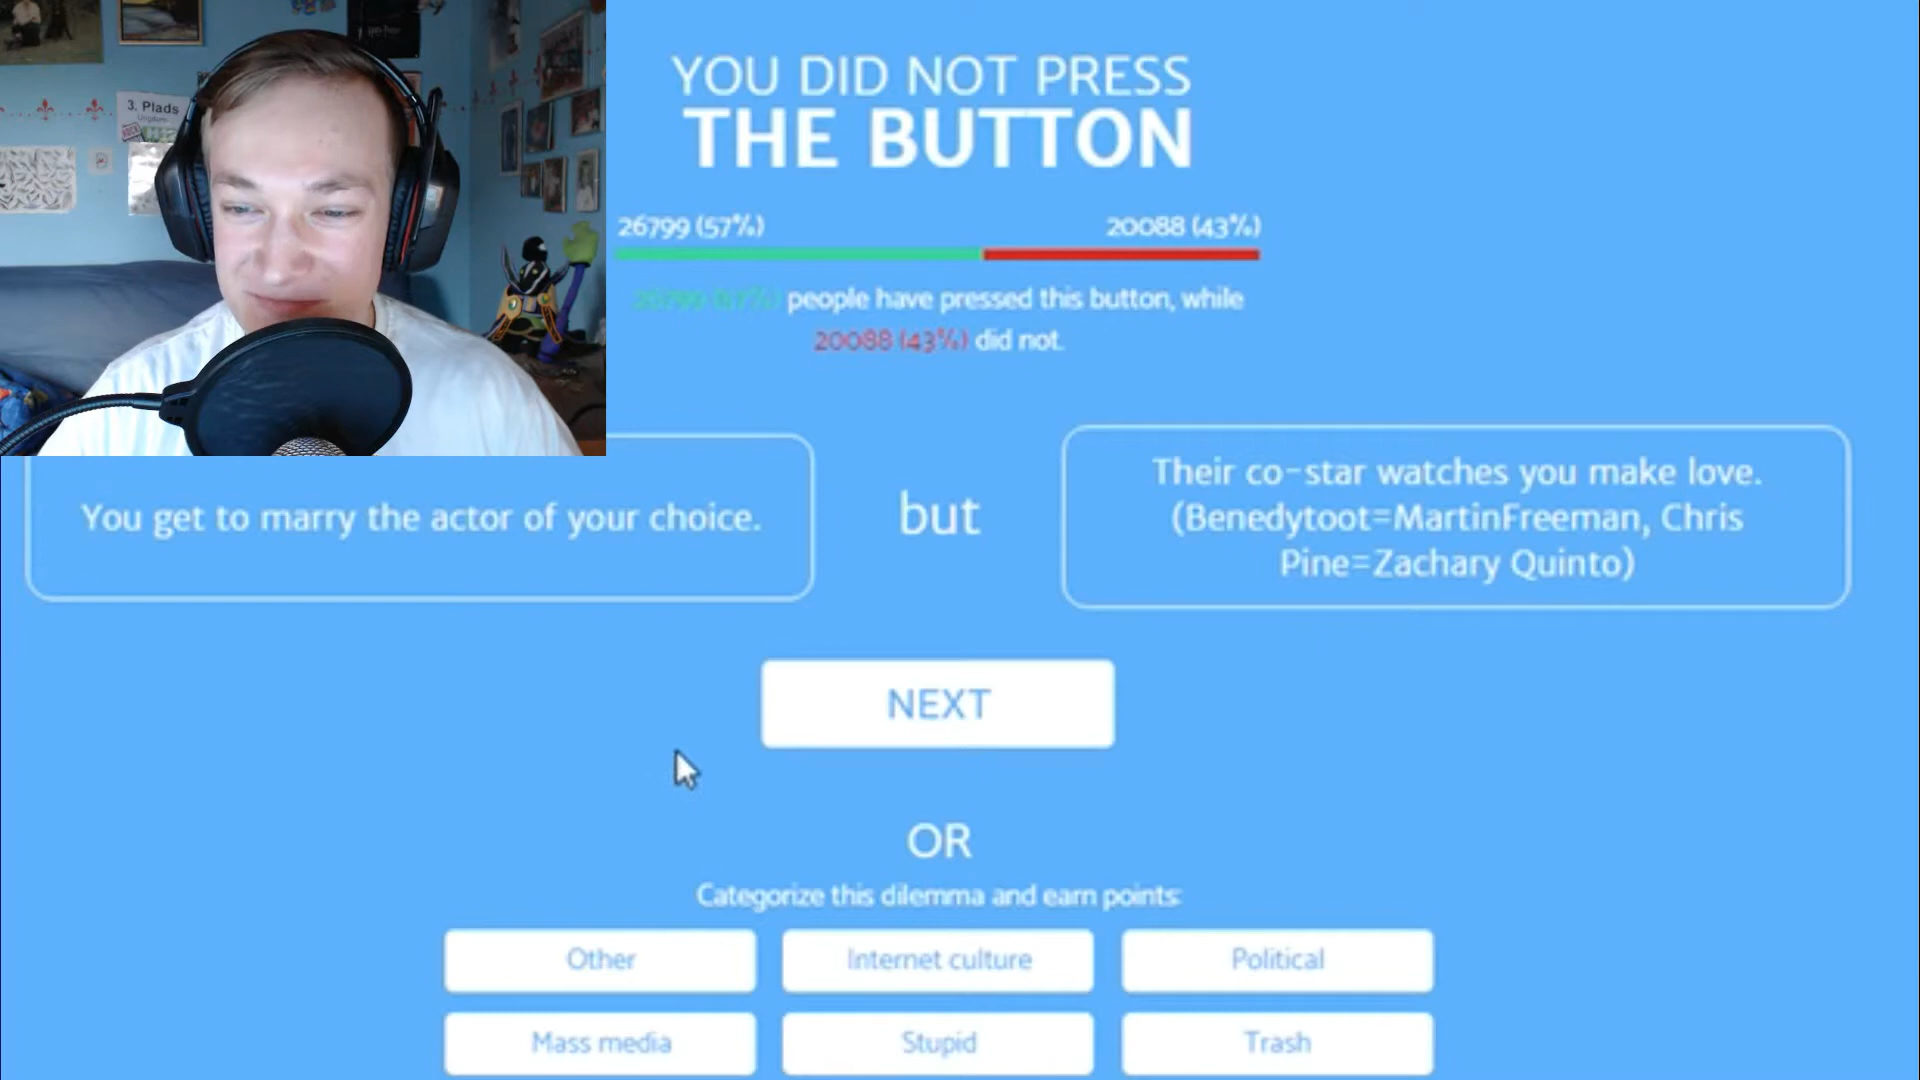 3. Plads
Ungdom
YOU DID NOT PRESS
THE BUTTON
26799 (57%)
20088 (43%)
26799 (57%) people have pressed this button, while
20088 (43%) did not.
You get to marry the actor of your choice.
but
Their co-star watches you make love.
(Benedytoot=MartinFreeman, Chris
Pine=Zachary Quinto)
NEXT
OR
Categorize this dilemma and earn points:
Other
Internet culture
Political
Mass media
Stupid
Trash